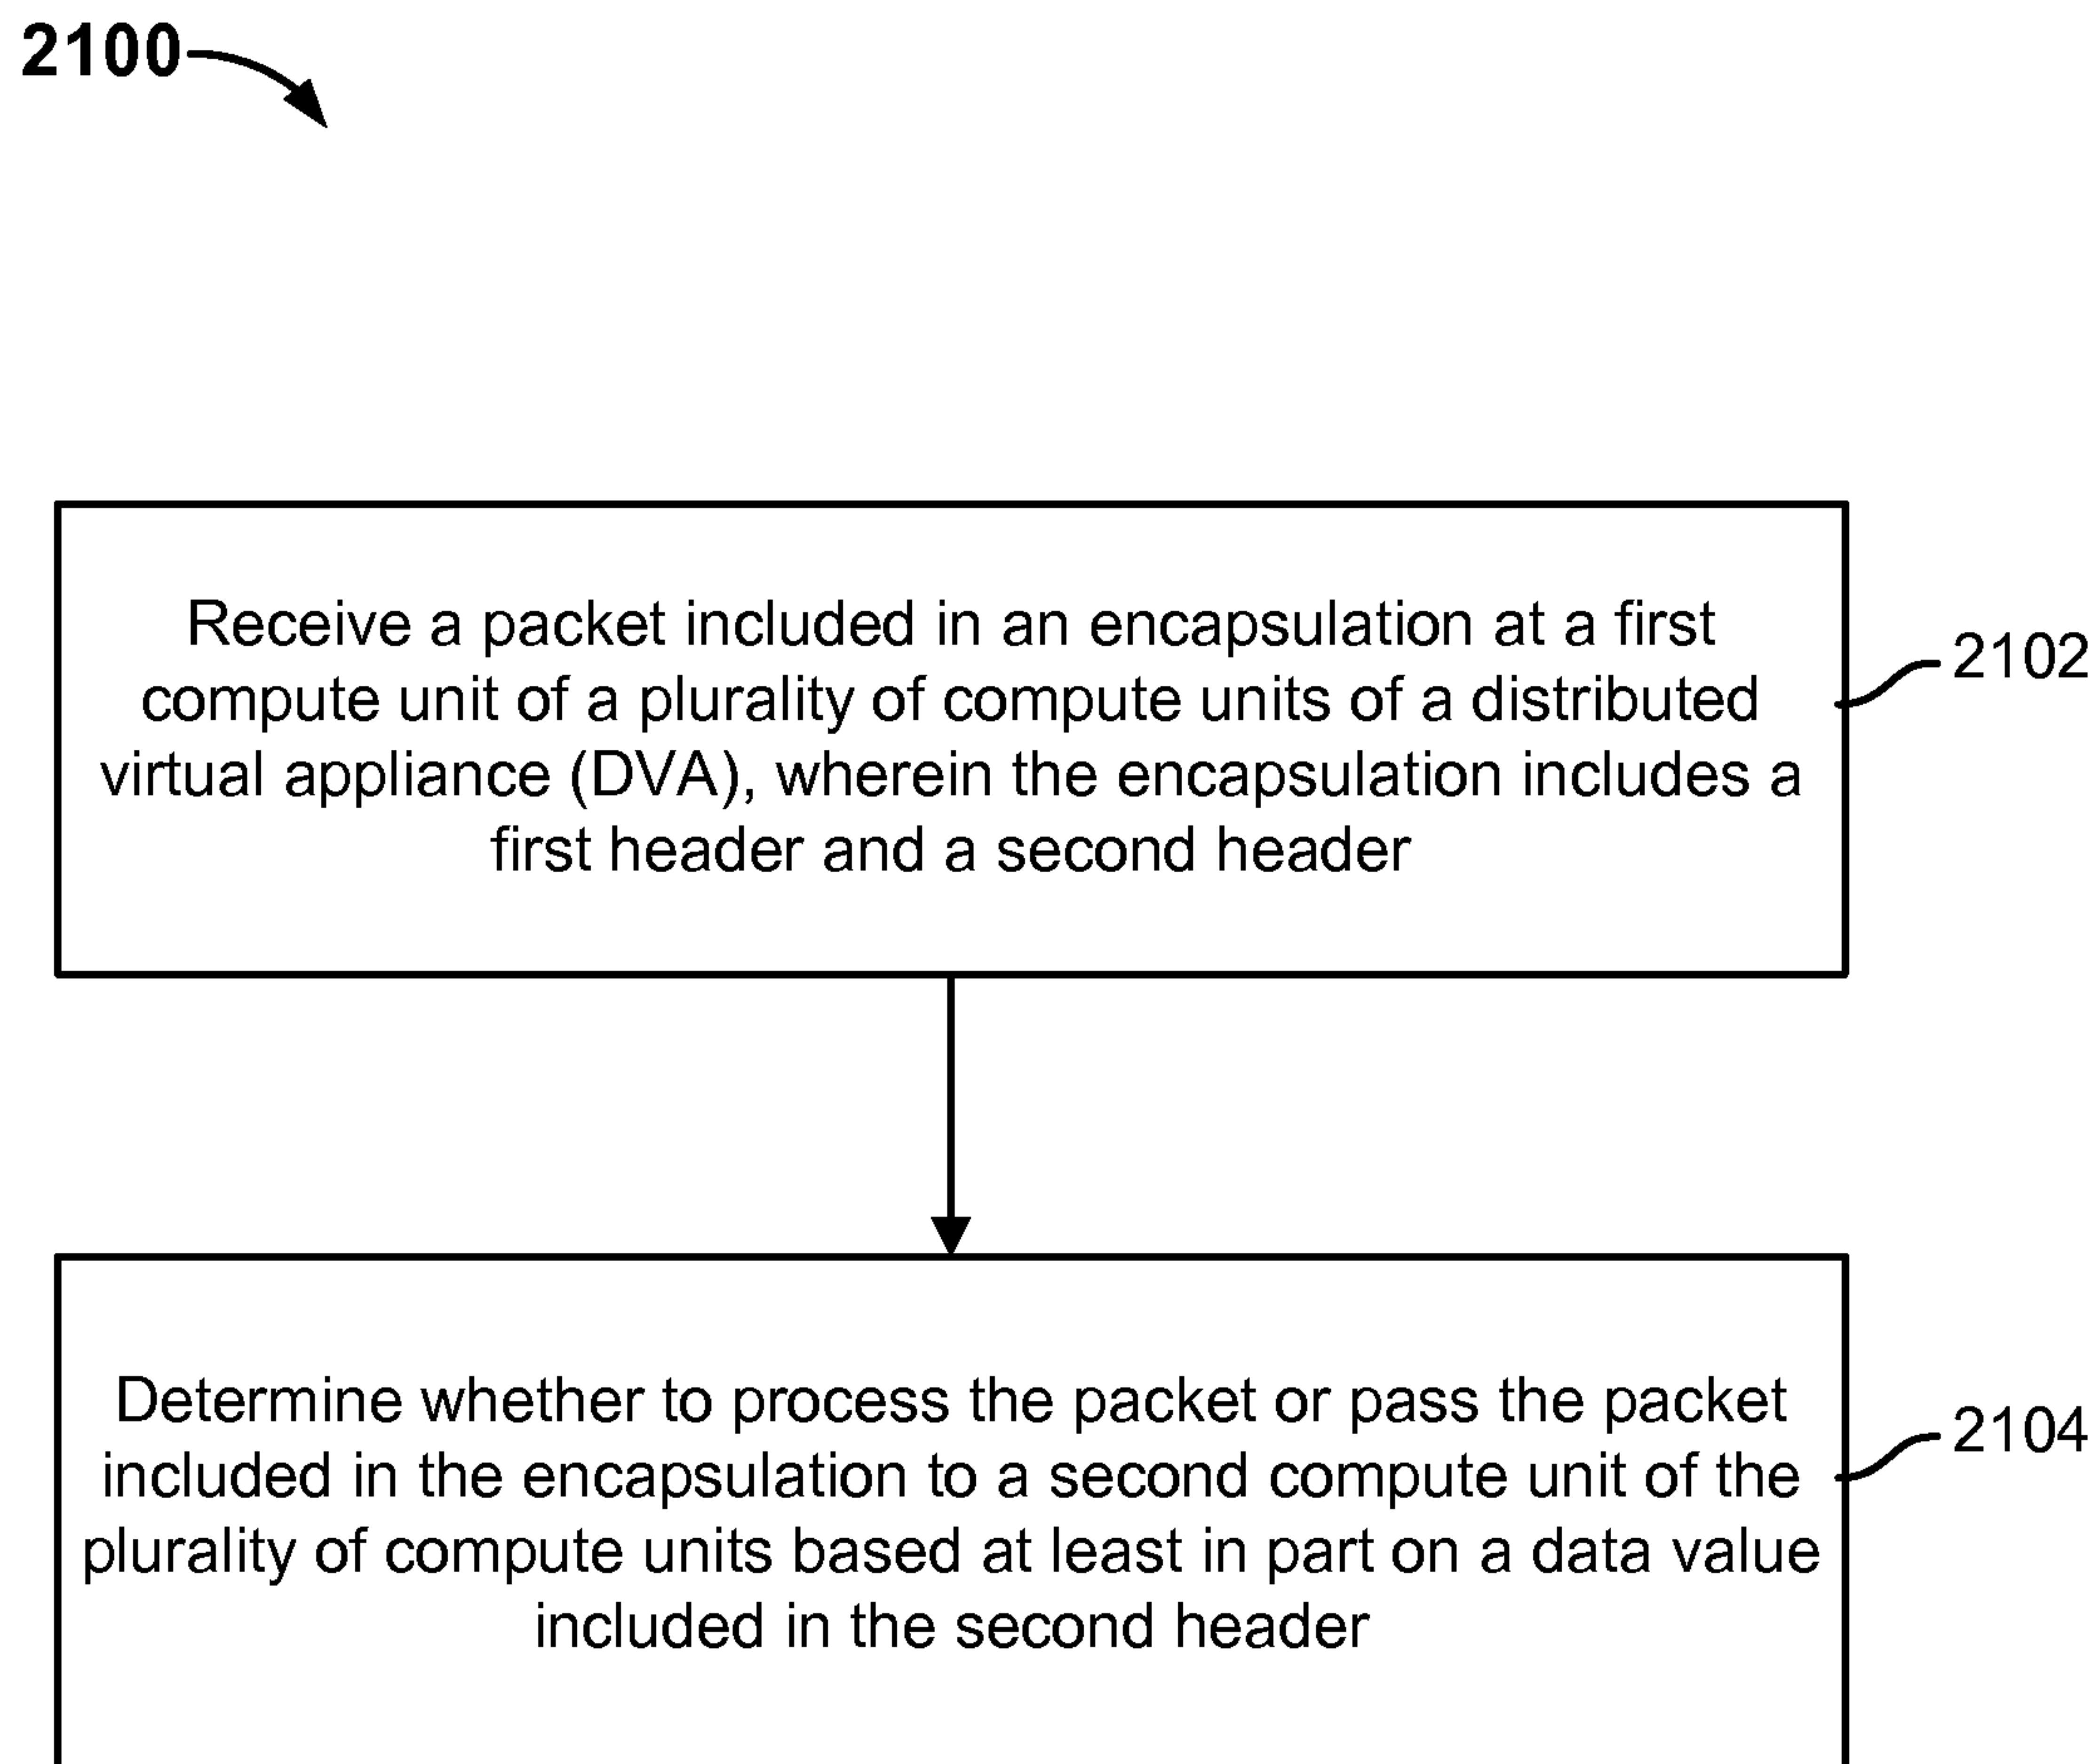 2100
Receive a packet included in an encapsulation at a first
compute unit of a plurality of compute units of a distributed
virtual appliance (DVA), wherein the encapsulation includes a
first header and a second header
2102
Determine whether to process the packet or pass the packet
included in the encapsulation to a second compute unit of the
plurality of compute units based at least in part on a data value
included in the second header
2104